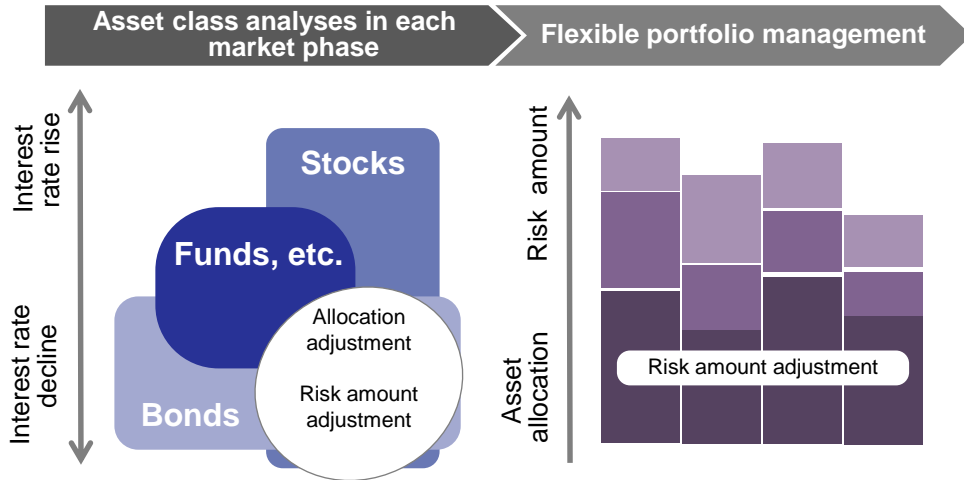 Asset class analyses in each
market phase
Flexible portfolio management
Interest
rate rise
Interest rate
decline
Stocks
Funds, etc.
Bonds
Allocation
adjustment
Risk amount
adjustment
Risk amount
Asset
allocation
Risk amount adjustment